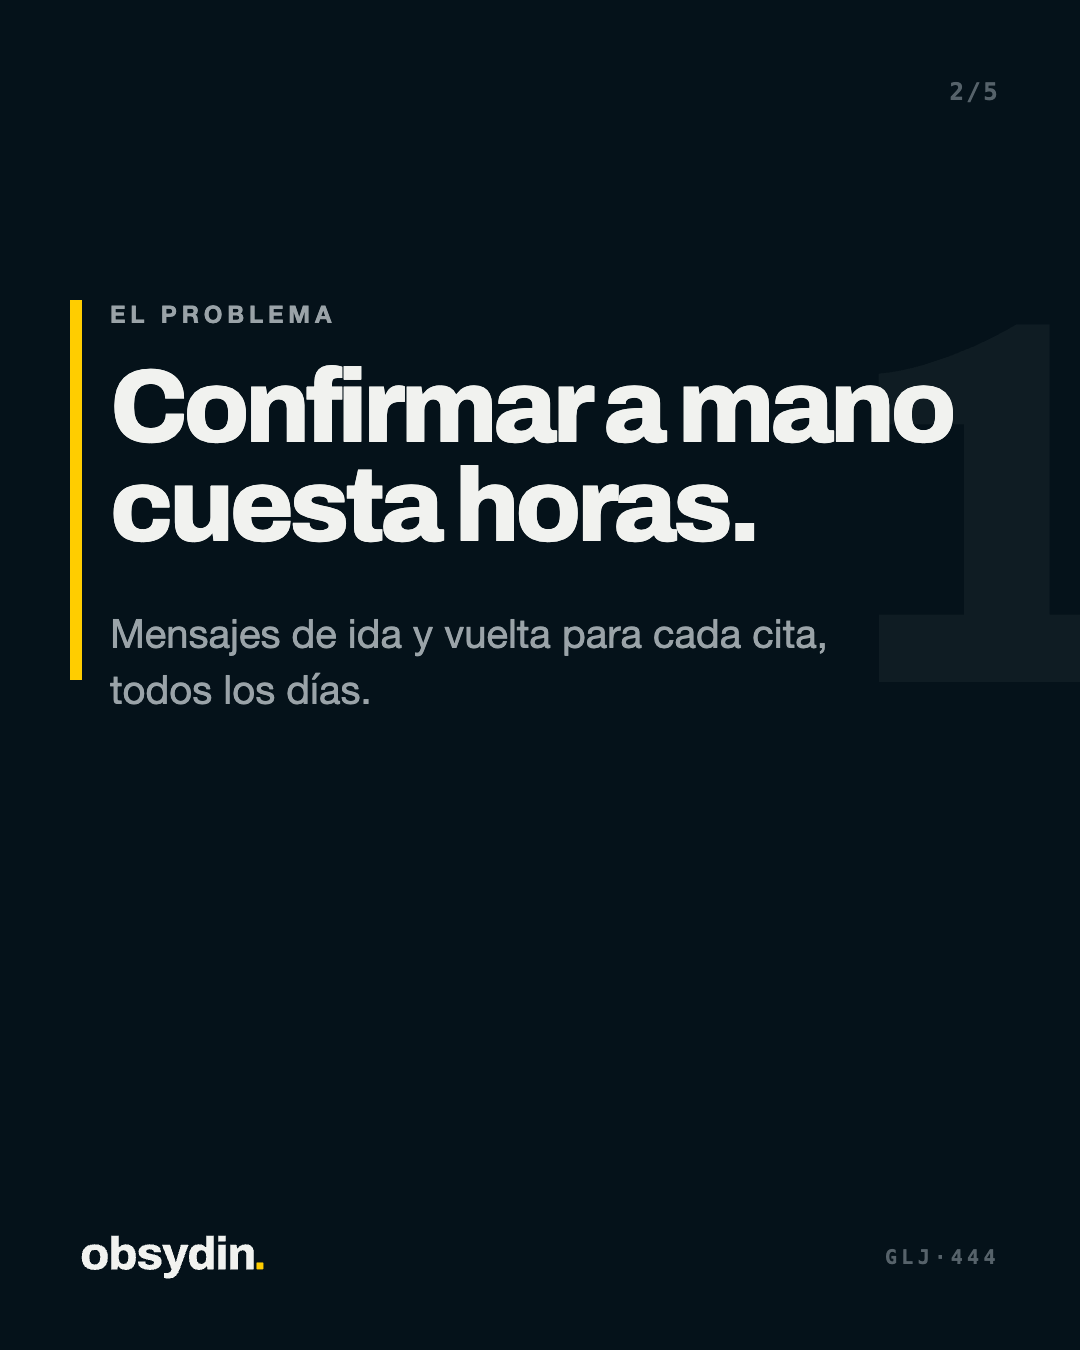 2/5
EL PROBLEMA
Confirmar a mano
cuesta horas.
1
Mensajes de ida y vuelta para cada cita,
todos los días.
obsydin.
GLJ·444